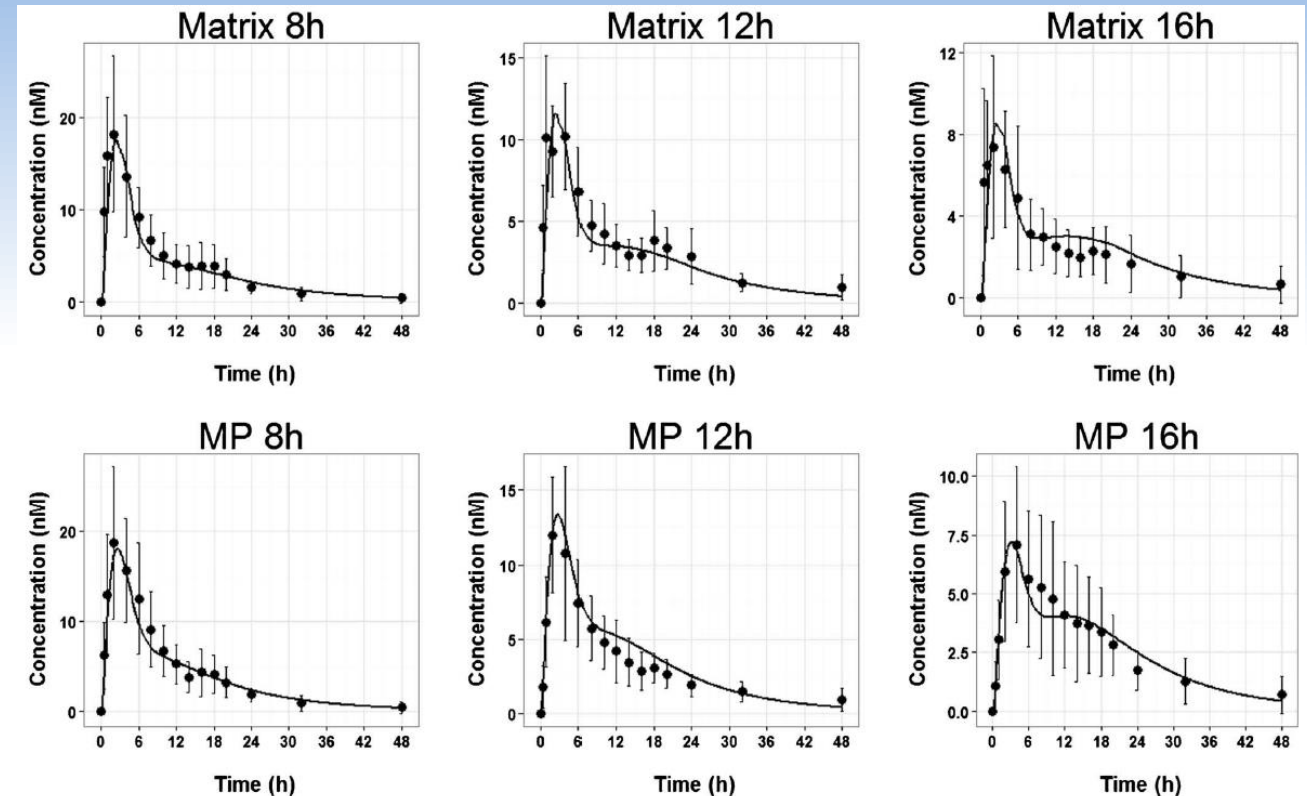 Matrix 8h
Concentration (nM)
20
10
0
0 6 12 18 24 30 36 42 48
Time (h)
Matrix 12h
Concentration (nM)
15
10
5
0
0 6 12 18 24 30 36 42 48
Time (h)
Matrix 16h
Concentration (nM)
12
8
4
0
0 6 12 18 24 30 36 42 48
Time (h)
MP 8h
Concentration (nM)
20
10
0
0 6 12 18 24 30 36 42 48
Time (h)
MP 12h
Concentration (nM)
15
10
5
0
0 6 12 18 24 30 36 42 48
Time (h)
MP 16h
Concentration (nM)
10.0
7.5
5.0
2.5
0.0
0 6 12 18 24 30 36 42 48
Time (h)